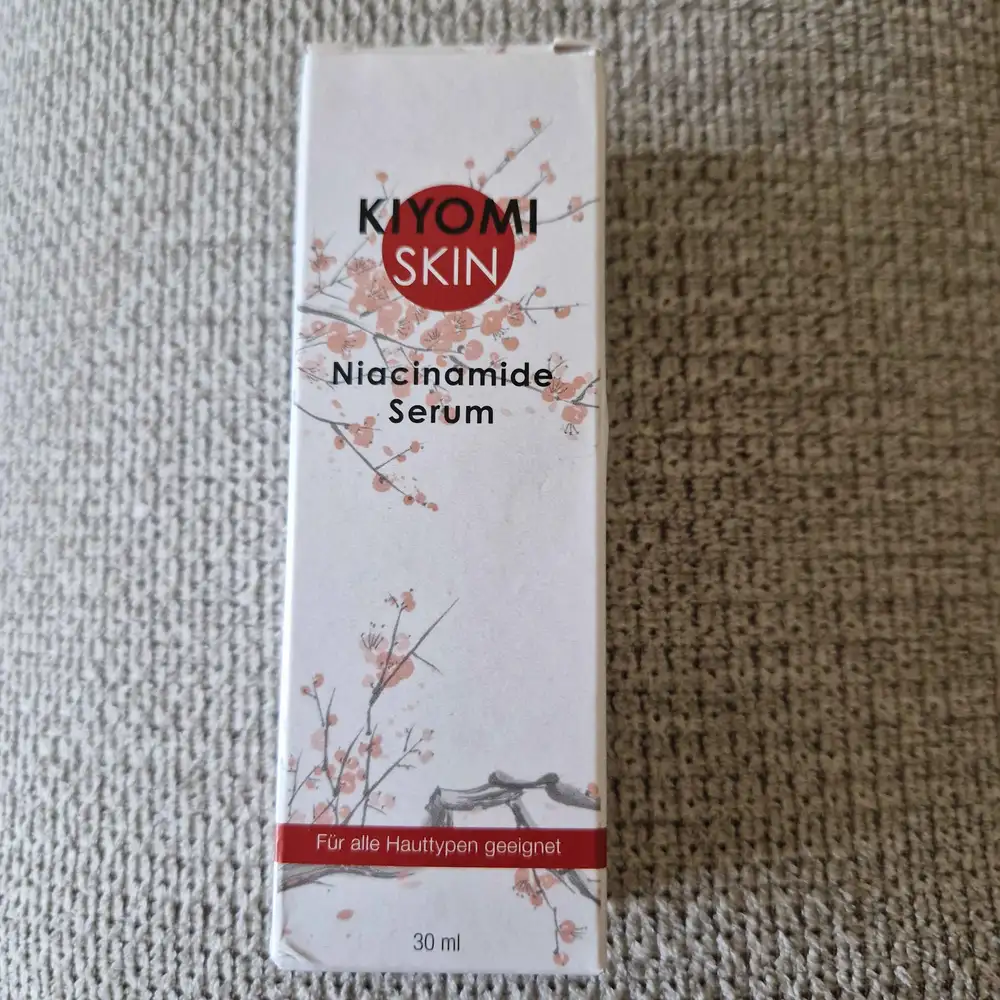 KIYOMI
SKIN
Niacinamide
Serum
Für alle Hauttypen geeignet
30 ml